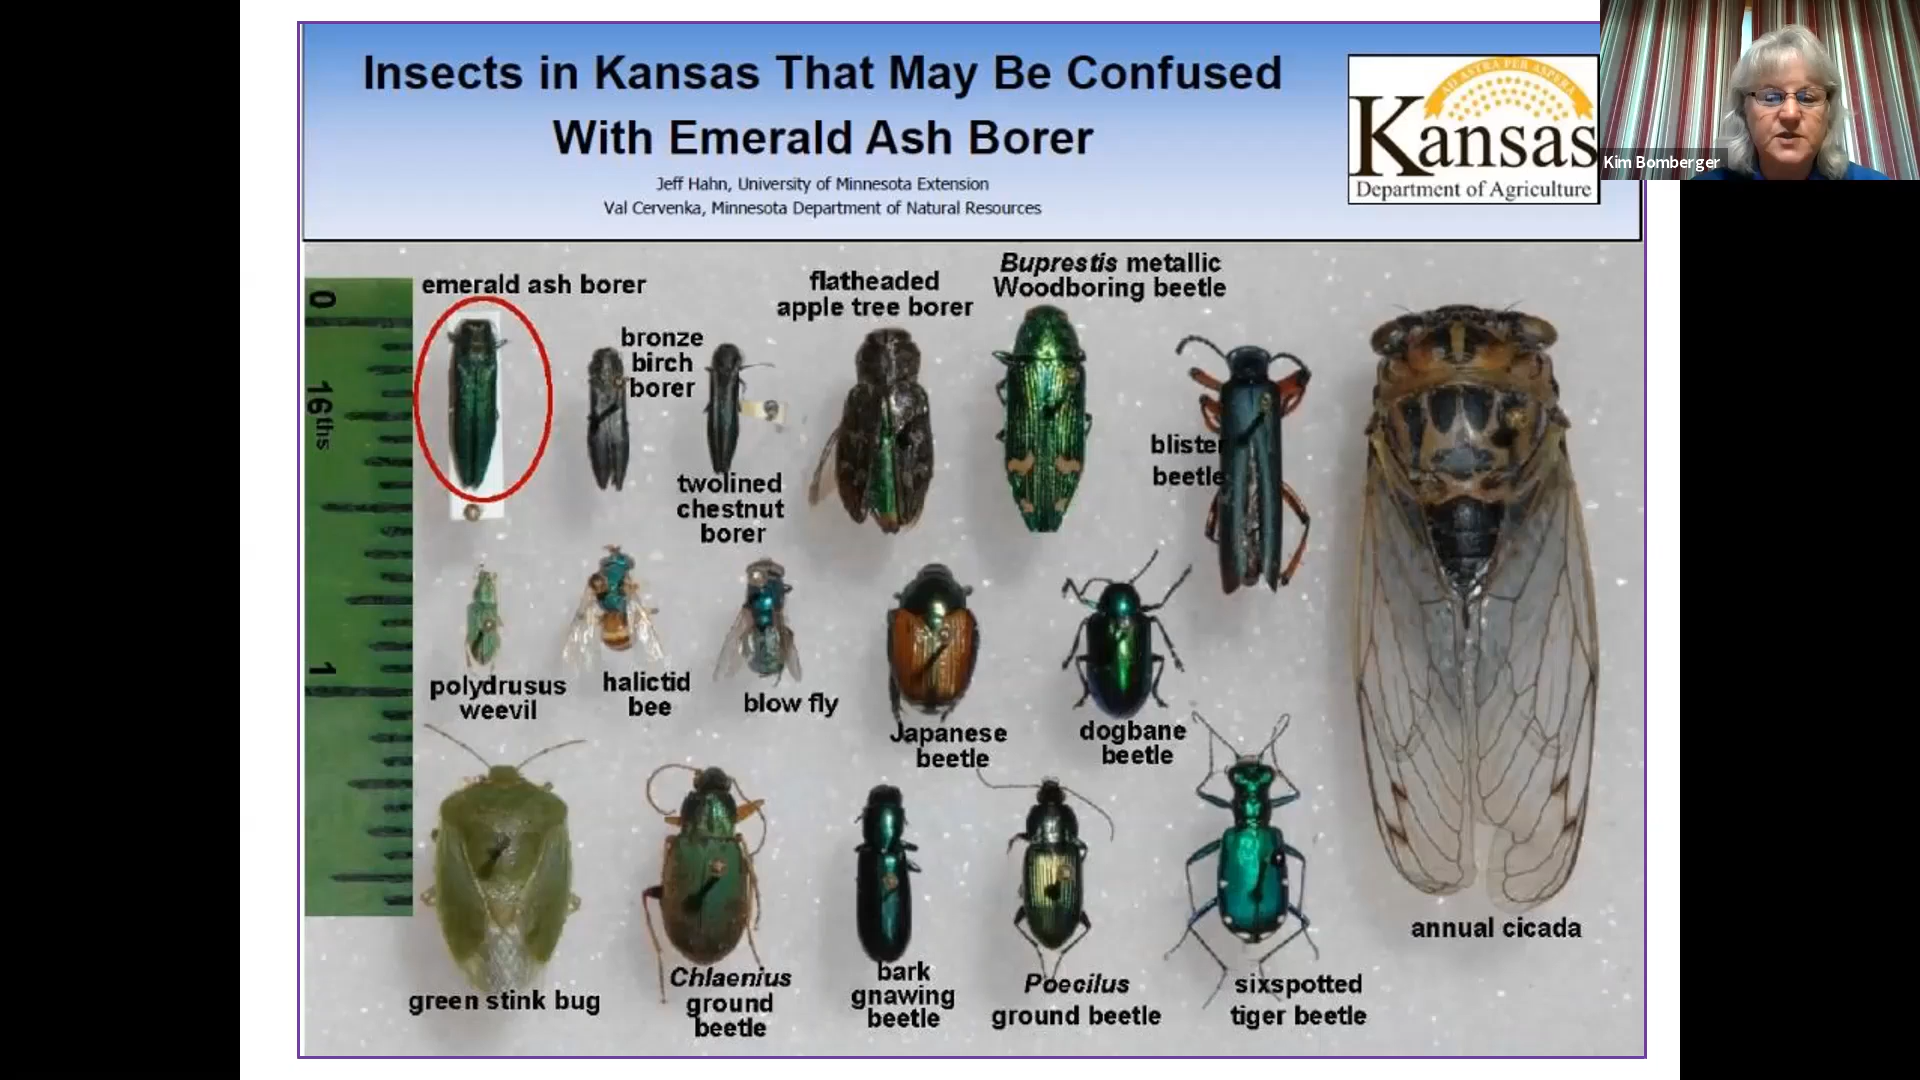 Insects in Kansas That May Be Confused
With Emerald Ash Borer
Jeff Hahn, University of Minnesota Extension
Val Cervenka, Minnesota Department of Natural Resources
AD ASTRA PER ASPERA
Kansas
Department of Agriculture
Kim Bomberger
emerald ash borer
bronze
birch
borer
twolined
chestnut
borer
flatheaded
apple tree borer
Buprestis metallic
Woodboring beetle
blister
beetle
0
16ths
1
polydrusus
weevil
halictid
bee
blow fly
Japanese
beetle
dogbane
beetle
annual cicada
green stink bug
Chlaenius
ground
beetle
bark
gnawing
beetle
Poecilus
ground beetle
sixspotted
tiger beetle